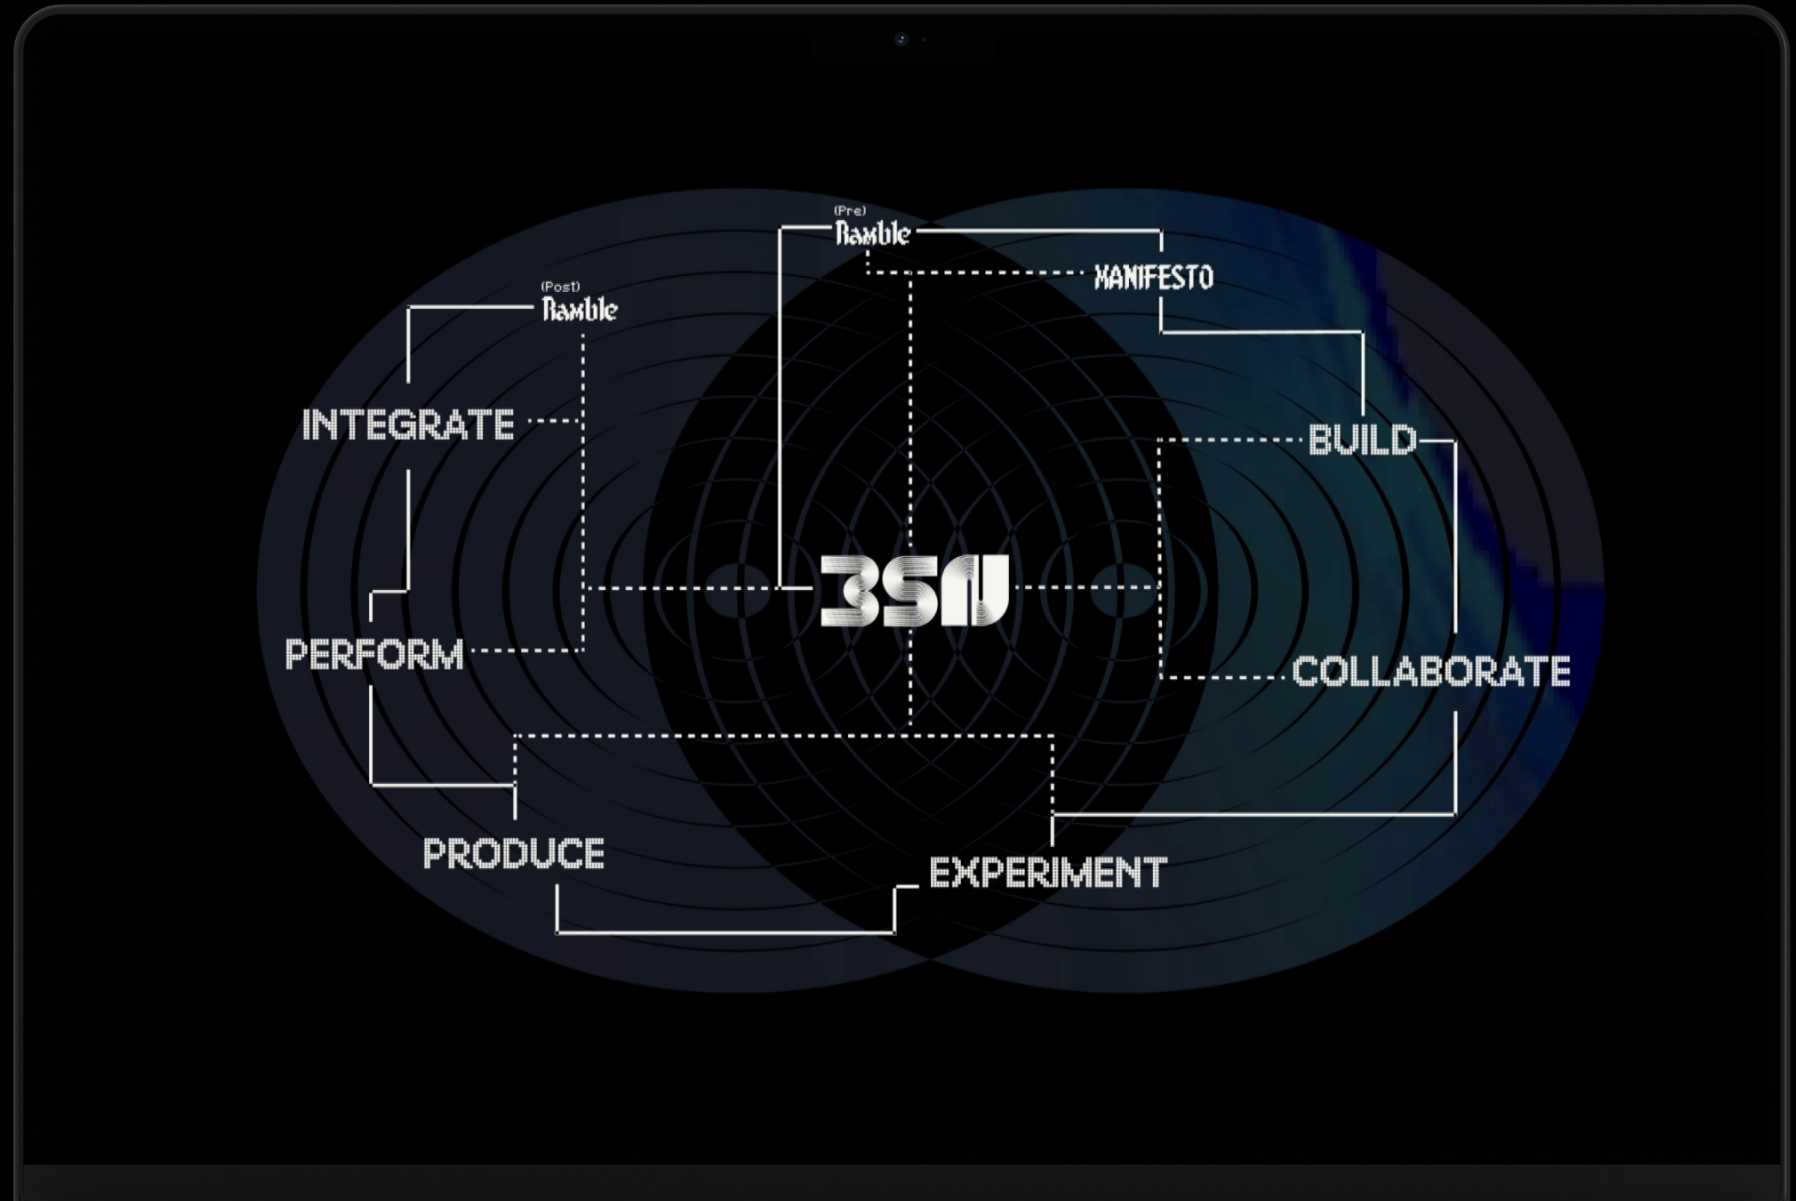 (Pre)
Ramble
MANIFESTO
(Post)
Ramble
INTEGRATE
BUILD
3SN
PERFORM
COLLABORATE
PRODUCE
EXPERIMENT